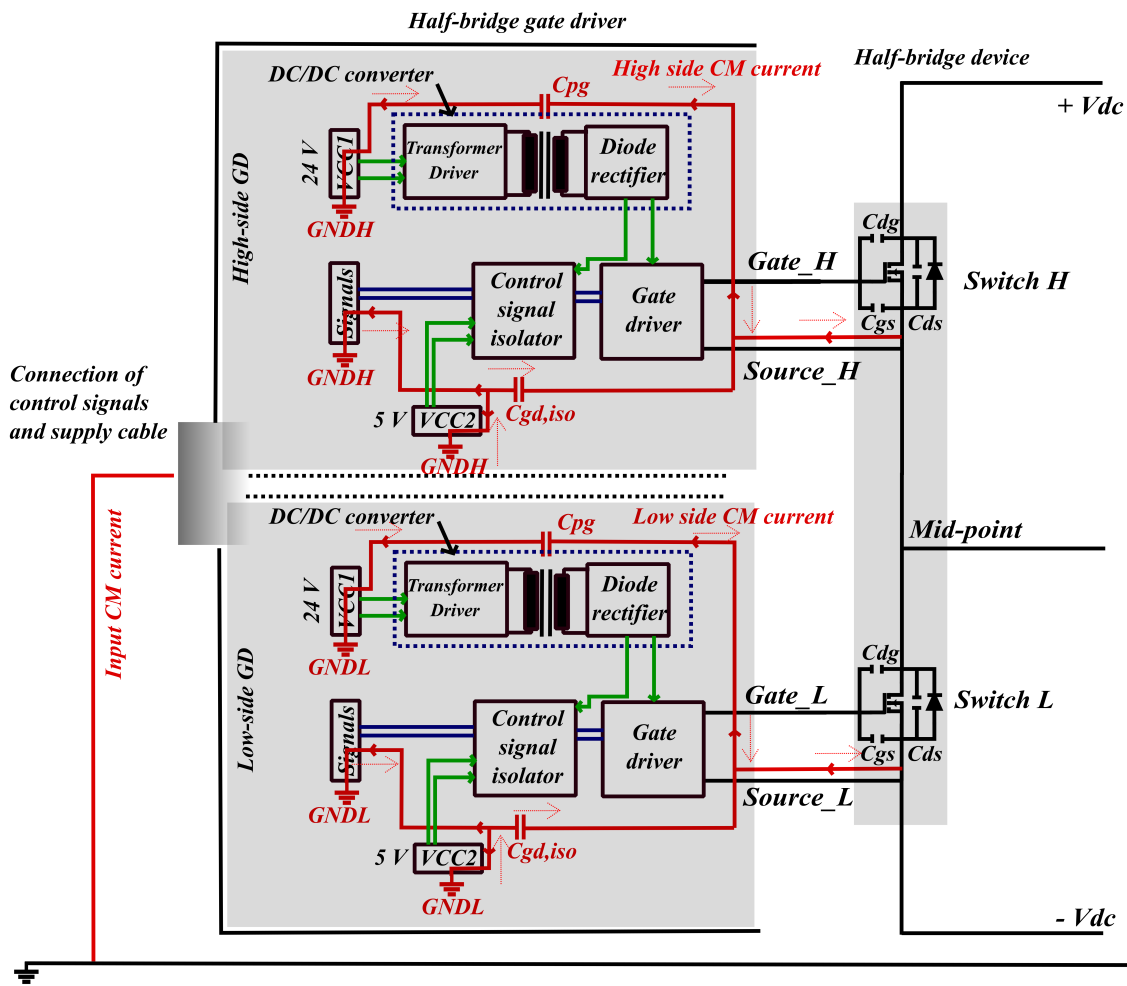 Half-bridge gate driver
Half-bridge device
DC/DC converter
Cpg
High side CM current
+ Vdc
24 V
VCC1
Transformer
Driver
Diode
rectifier
GNDH
High-side GD
Cdg
Gate_H
Switch H
Signals
Control
signal
isolator
Gate
driver
Cgs
Cds
GNDH
Source_H
Connection of
control signals
and supply cable
5 V
VCC2
Cgd,iso
GNDH
Input CM current
DC/DC converter
Cpg
Low side CM current
Mid-point
24 V
VCC1
Transformer
Driver
Diode
rectifier
GNDL
Low-side GD
Cdg
Gate_L
Switch L
Signals
Control
signal
isolator
Gate
driver
Cgs
Cds
GNDL
Source_L
5 V
VCC2
Cgd,iso
GNDL
- Vdc